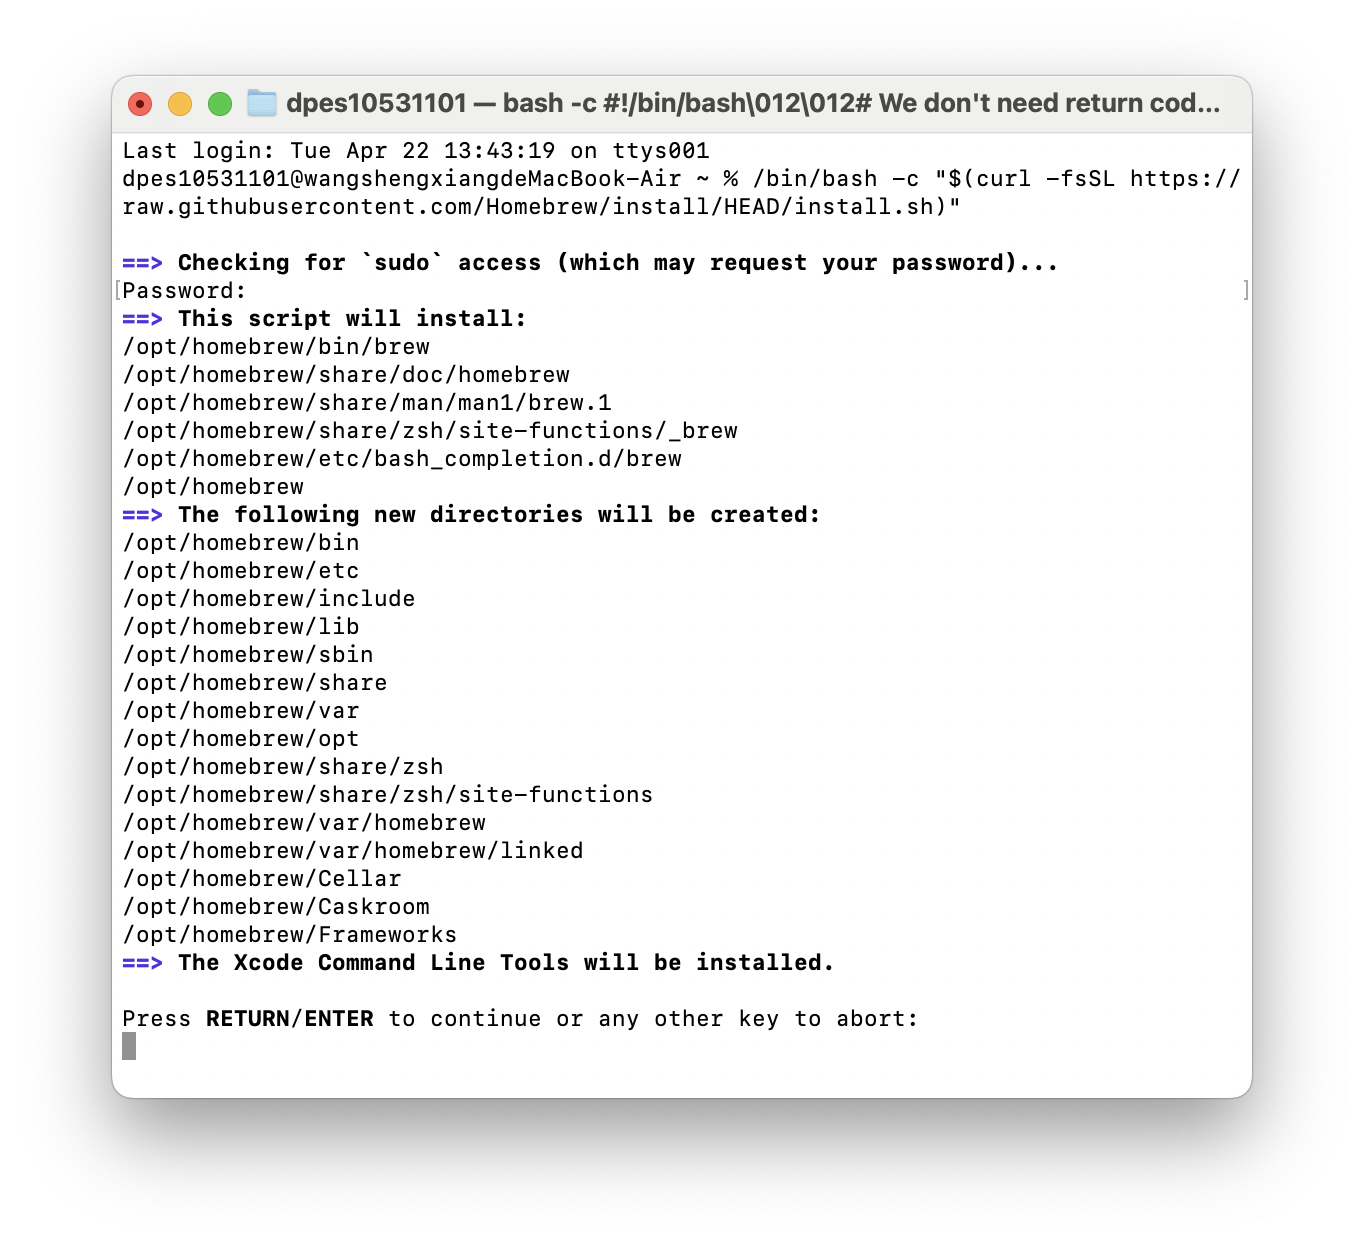 dpes10531101 — bash -c #!/bin/bash\012\012# We don't need return cod...
Last login: Tue Apr 22 13:43:19 on ttys001
dpes10531101@wangshengxiangdeMacBook-Air ~ % /bin/bash -c "$(curl -fsSL https://
raw.githubusercontent.com/Homebrew/install/HEAD/install.sh)"
==> Checking for `sudo` access (which may request your password)...
[Password: ]
==> This script will install:
/opt/homebrew/bin/brew
/opt/homebrew/share/doc/homebrew
/opt/homebrew/share/man/man1/brew.1
/opt/homebrew/share/zsh/site-functions/_brew
/opt/homebrew/etc/bash_completion.d/brew
/opt/homebrew
==> The following new directories will be created:
/opt/homebrew/bin
/opt/homebrew/etc
/opt/homebrew/include
/opt/homebrew/lib
/opt/homebrew/sbin
/opt/homebrew/share
/opt/homebrew/var
/opt/homebrew/opt
/opt/homebrew/share/zsh
/opt/homebrew/share/zsh/site-functions
/opt/homebrew/var/homebrew
/opt/homebrew/var/homebrew/linked
/opt/homebrew/Cellar
/opt/homebrew/Caskroom
/opt/homebrew/Frameworks
==> The Xcode Command Line Tools will be installed.
Press RETURN/ENTER to continue or any other key to abort: